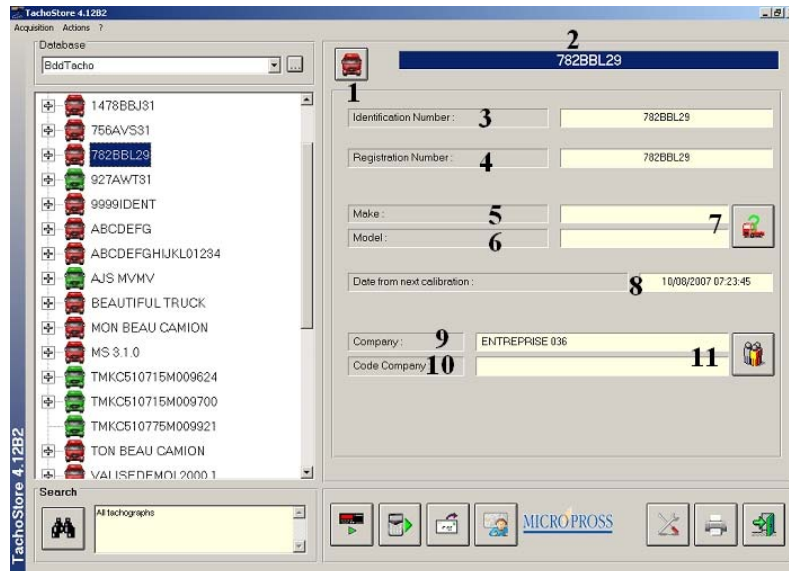 TachoStore 4.12B2
Acquisition Actions ?
Database
BddTacho
...
1478BBJ31
756AVS31
782BBL29
927AWT31
9999IDENT
ABCDEFG
ABCDEFGHIJKL01234
AJS MVMV
BEAUTIFUL TRUCK
MON BEAU CAMION
MS 3.1.0
TMKC510715M009624
TMKC510715M009700
TMKC510775M009921
TON BEAU CAMION
VALISEDEMOL2000 1
Search
All tachographs
TachoStore 4.12B2
1
2
782BBL29
Identification Number : 3 782BBL29
Registration Number : 4 782BBL29
Make : 5
Model : 6
7
Date from next calibration : 8 10/08/2007 07:23:45
Company : 9 ENTREPRISE 036
Code Company 10
11
MICROPROSS